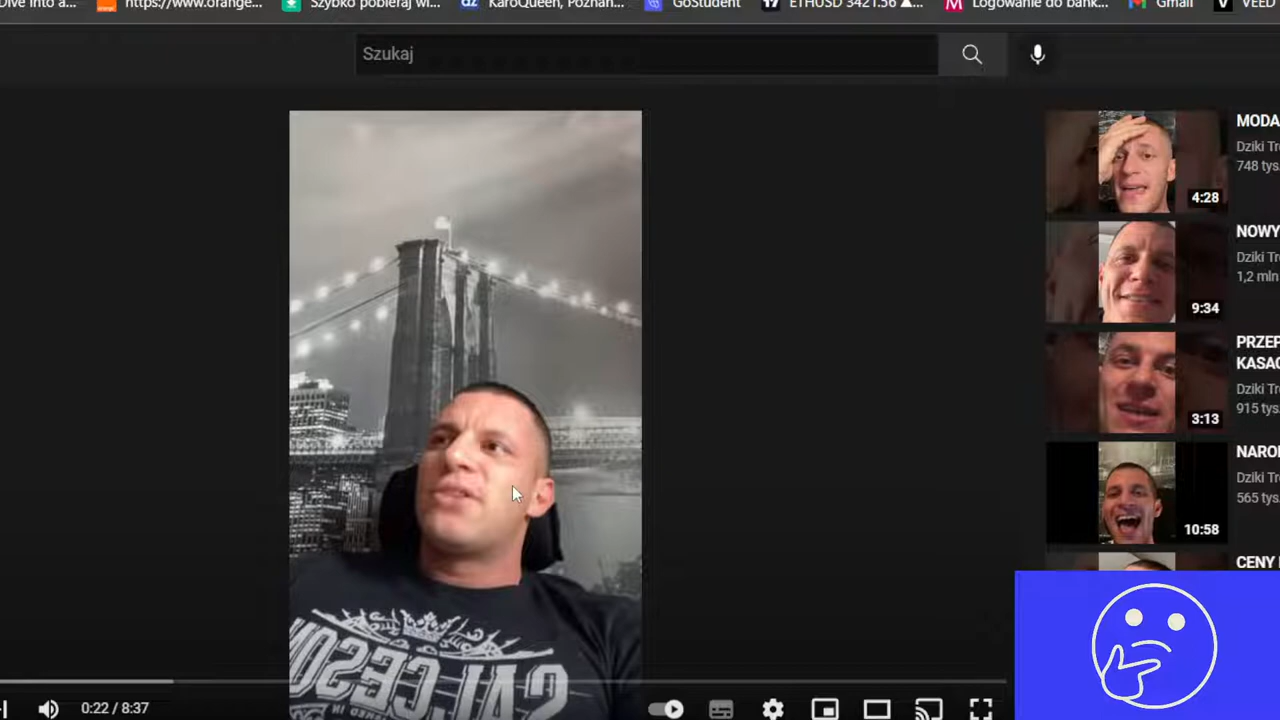 Dive into a...
https://www.orange...
Szybko pobieraj wi...
KaroQueen, Poznań...
GoStudent
17 ETHUSD 3421.56 ▲...
Logowanie do bank...
Gmail
VEED
Szukaj
MODA
Dziki Tr
748 tys.
4:28
NOWY
Dziki Tr
1,2 mln
9:34
PRZEP
KASAC
Dziki Tr
915 tys.
3:13
NAROD
Dziki Tr
565 tys.
10:58
CENY
0:22 / 8:37